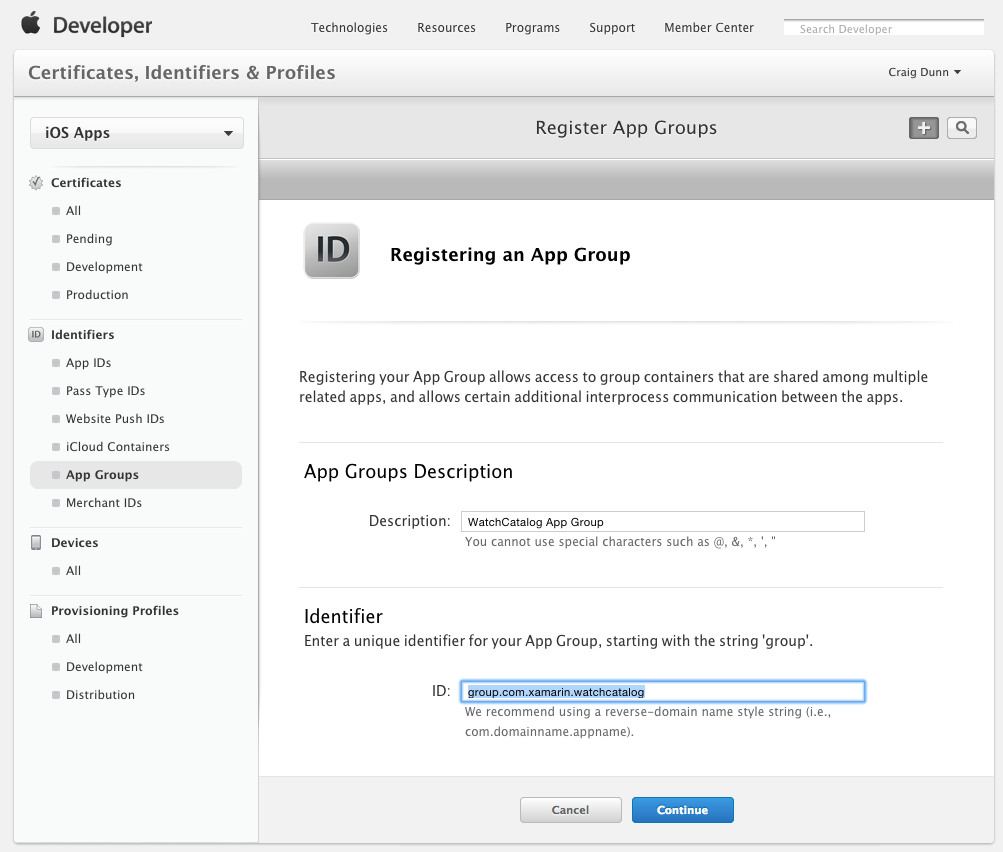 Developer
Technologies
Resources
Programs
Support
Member Center
Search Developer
Certificates, Identifiers & Profiles
Craig Dunn
iOS Apps
Certificates
All
Pending
Development
Production
ID Identifiers
App IDs
Pass Type IDs
Website Push IDs
iCloud Containers
App Groups
Merchant IDs
Devices
All
Provisioning Profiles
All
Development
Distribution
Register App Groups
ID
Registering an App Group
Registering your App Group allows access to group containers that are shared among multiple
related apps, and allows certain additional interprocess communication between the apps.
App Groups Description
Description: WatchCatalog App Group
You cannot use special characters such as @, &, *, ', "
Identifier
Enter a unique identifier for your App Group, starting with the string 'group'.
ID: group.com.xamarin.watchcatalog
We recommend using a reverse-domain name style string (i.e.,
com.domainname.appname).
Cancel
Continue